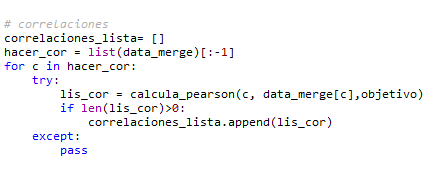 # correlaciones
correlaciones_lista= []
hacer_cor = list(data_merge)[:-1]
for c in hacer_cor:
    try:
        lis_cor = calcula_pearson(c, data_merge[c],objetivo)
        if len(lis_cor)>0:
            correlaciones_lista.append(lis_cor)
    except:
        pass